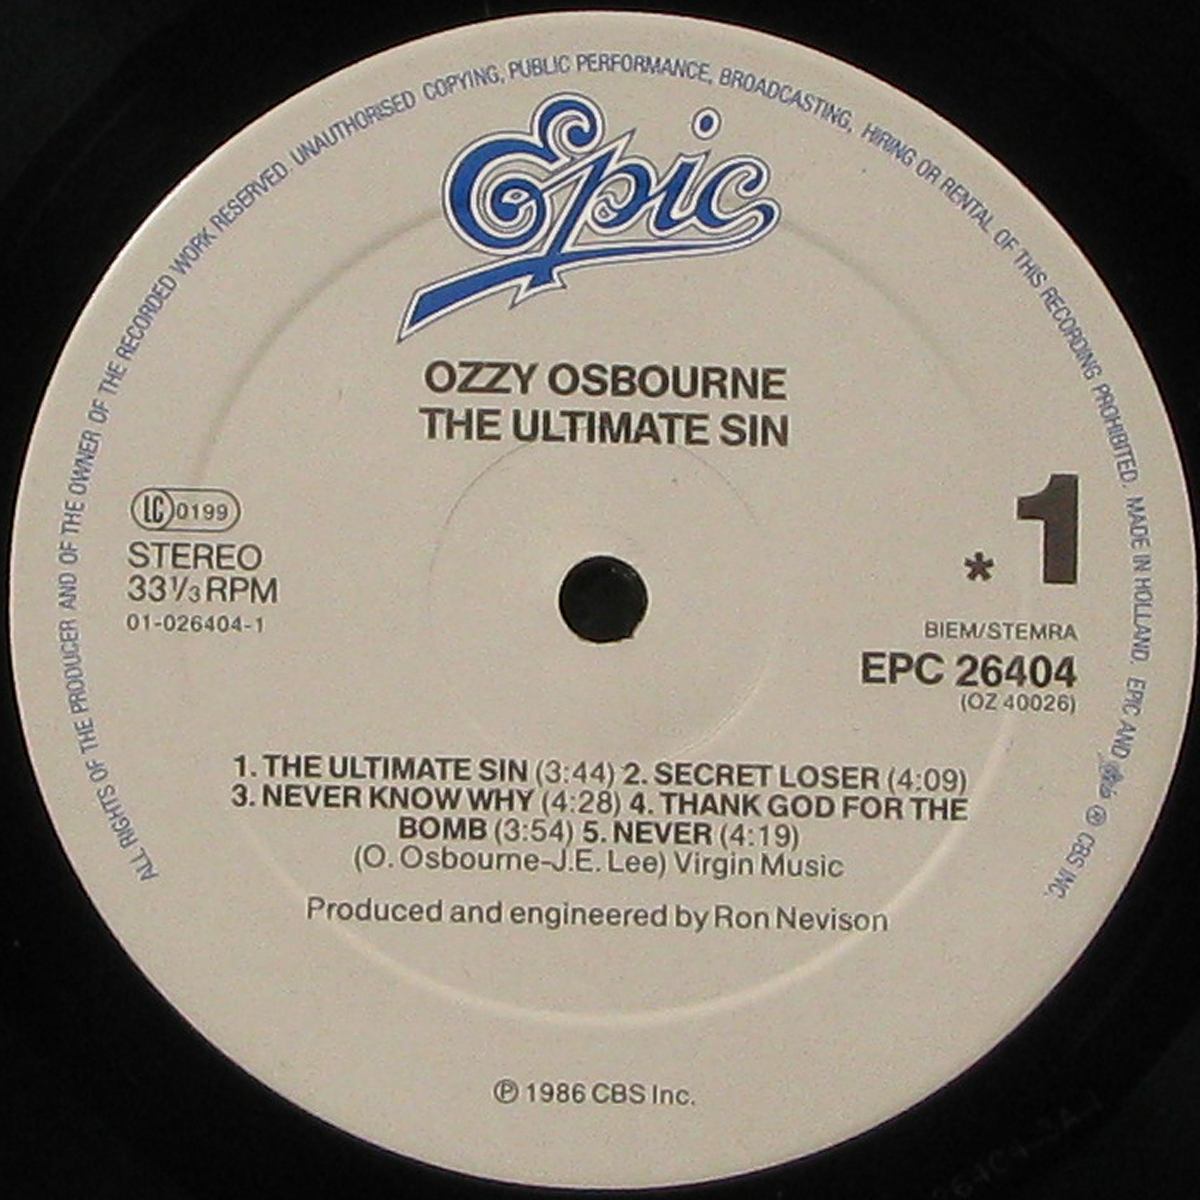 ALL RIGHTS OF THE PRODUCER AND OF THE OWNER OF THE RECORDED WORK RESERVED. UNAUTHORISED COPYING, PUBLIC PERFORMANCE, BROADCASTING, HIRING OR RENTAL OF THIS RECORDING PROHIBITED. MADE IN HOLLAND. EPIC AND Epic ℗ CBS INC.
Epic
OZZY OSBOURNE
THE ULTIMATE SIN
LC 0199
STEREO
33⅓ RPM
01-026404-1
* 1
BIEM/STEMRA
EPC 26404
(OZ 40026)
1. THE ULTIMATE SIN (3:44) 2. SECRET LOSER (4:09)
3. NEVER KNOW WHY (4:28) 4. THANK GOD FOR THE
BOMB (3:54) 5. NEVER (4:19)
(O. Osbourne-J.E. Lee) Virgin Music
Produced and engineered by Ron Nevison
℗ 1986 CBS Inc.